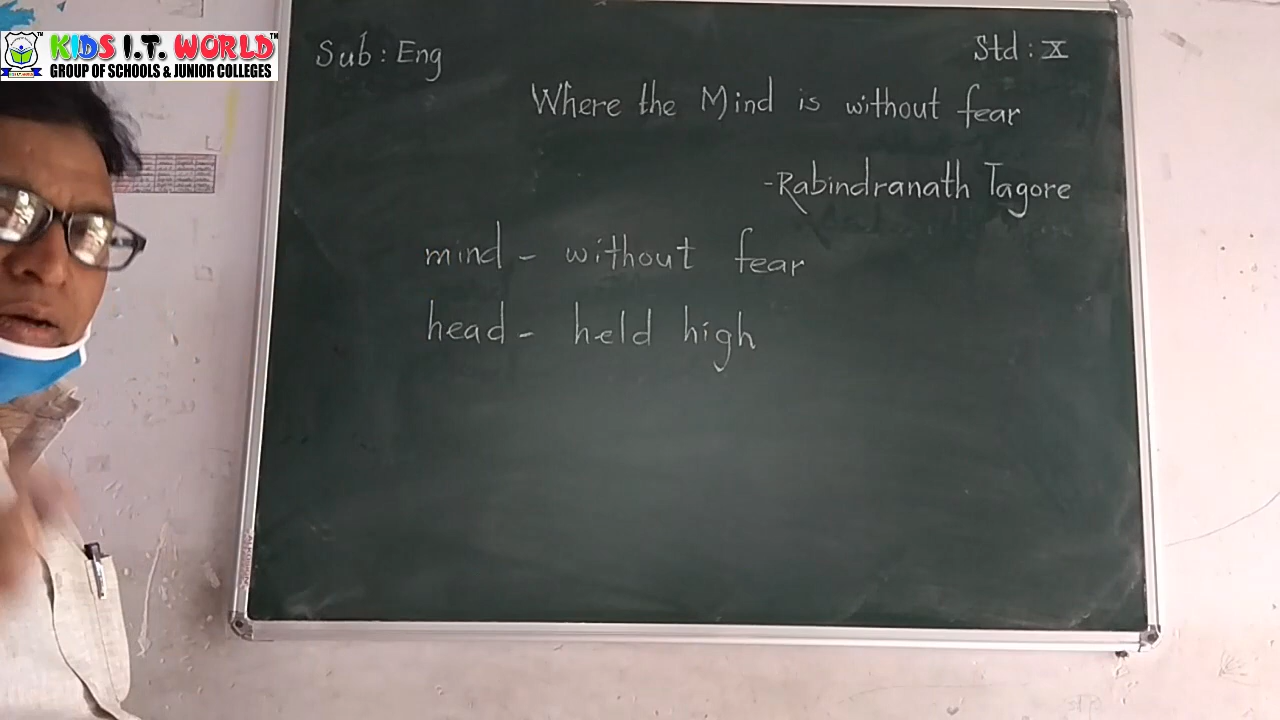 KIDS I.T. WORLD™
GROUP OF SCHOOLS & JUNIOR COLLEGES
Sub : Eng
Std : X
Where the Mind is without fear
-Rabindranath Tagore
mind - without fear
head - held high